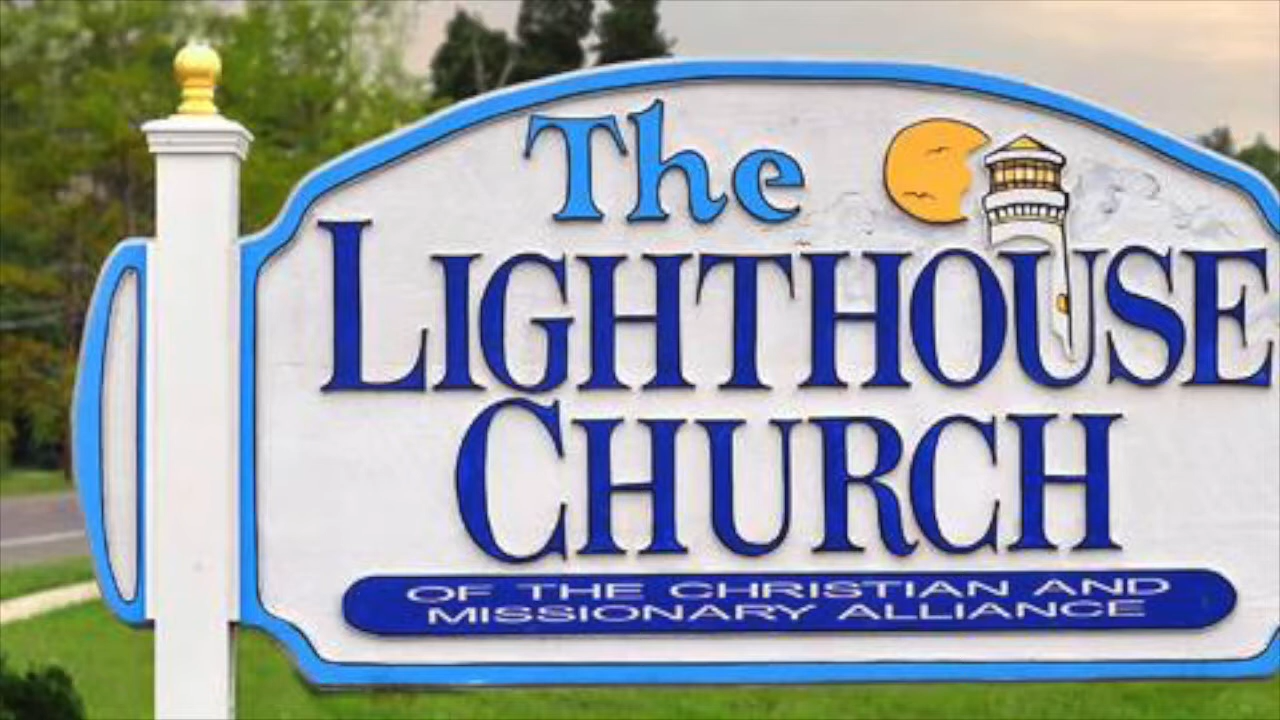 The
LIGHTHOUSE
CHURCH
OF THE CHRISTIAN AND
MISSIONARY ALLIANCE